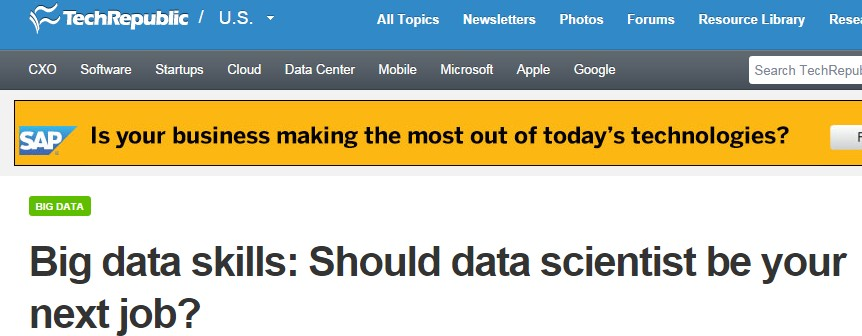 TechRepublic / U.S.
All Topics Newsletters Photos Forums Resource Library
CXO Software Startups Cloud Data Center Mobile Microsoft Apple Google
Search TechRepub
SAP Is your business making the most out of today's technologies?
BIG DATA
Big data skills: Should data scientist be your
next job?